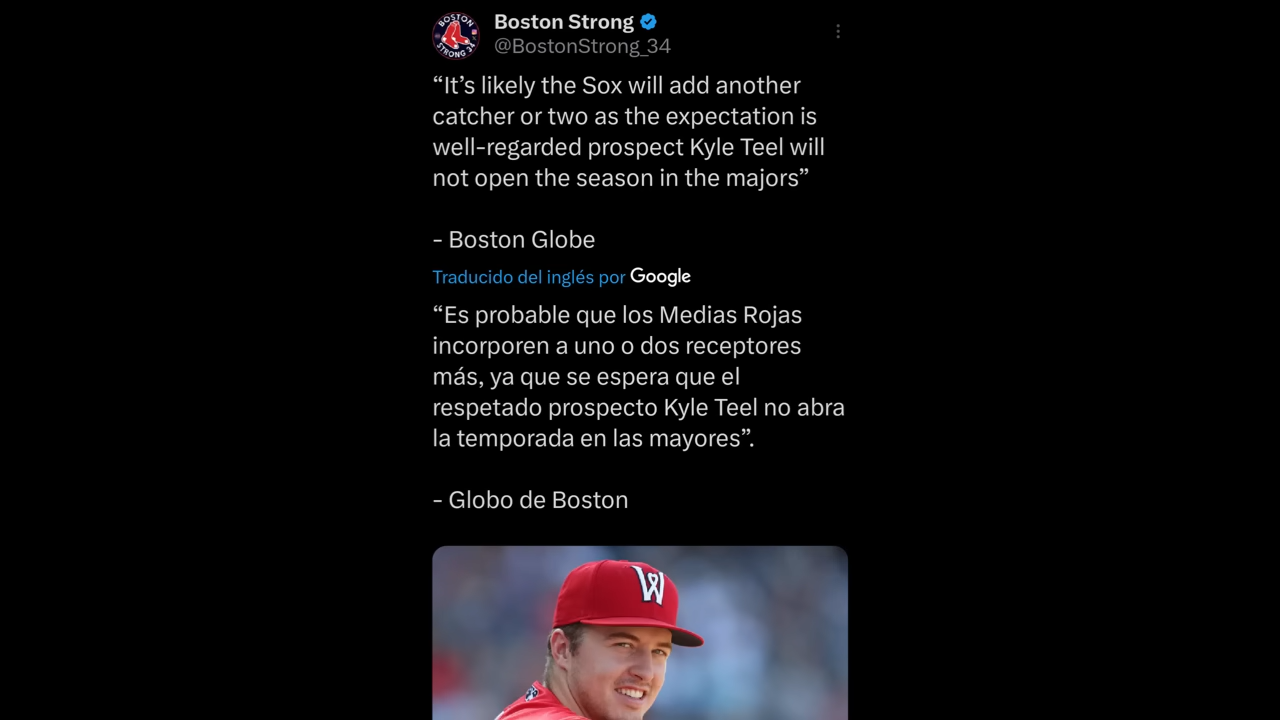 BOSTON
STRONG 34
Boston Strong
@BostonStrong_34
“It’s likely the Sox will add another
catcher or two as the expectation is
well-regarded prospect Kyle Teel will
not open the season in the majors”
- Boston Globe
Traducido del inglés por Google
“Es probable que los Medias Rojas
incorporen a uno o dos receptores
más, ya que se espera que el
respetado prospecto Kyle Teel no abra
la temporada en las mayores”.
- Globo de Boston
W